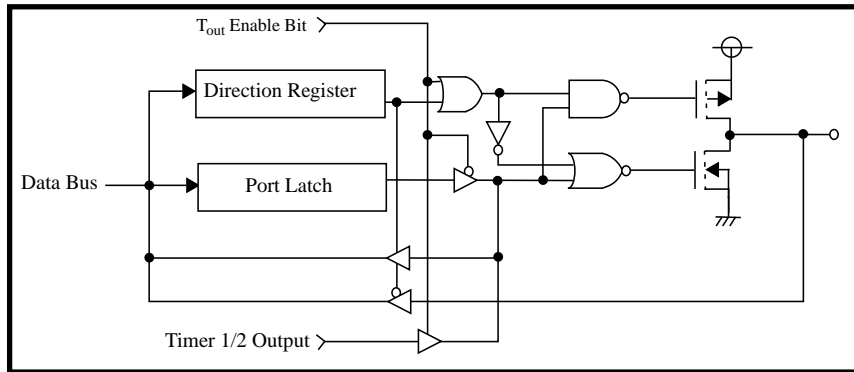 Tout Enable Bit
Direction Register
Data Bus
Port Latch
Timer 1/2 Output